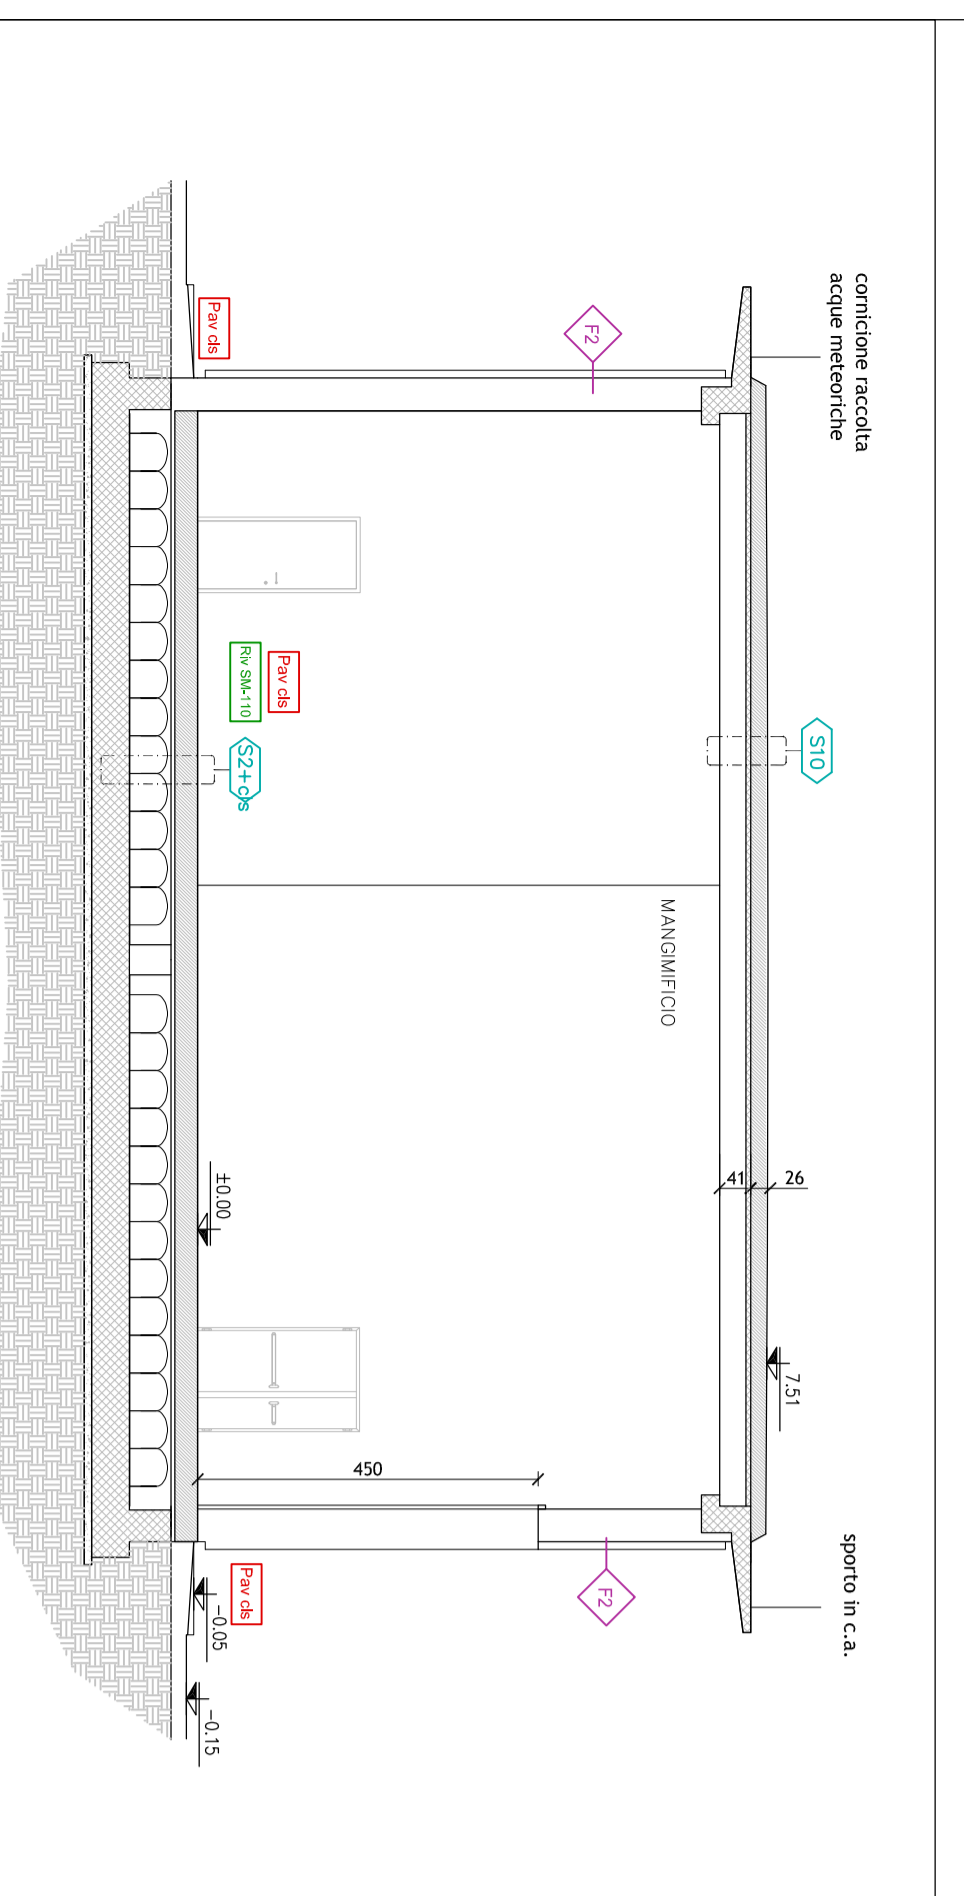 cornicione raccolta
acque meteoriche
sporto in c.a.
S10
26
41
7.51
F2
F2
MANGIMIFICIO
450
Pav cls
Riv SM-110
S2+cls
±0.00
Pav cls
Pav cls
-0.05
-0.15